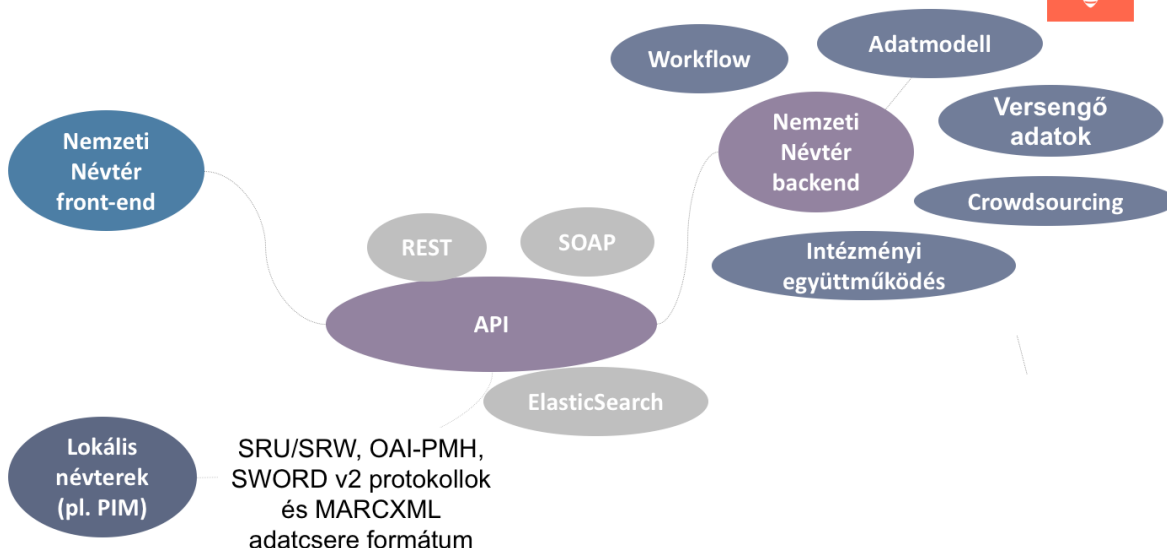 Workflow
Adatmodell
Nemzeti
Névtér
front-end
Nemzeti
Névtér
backend
Versengő
adatok
Crowdsourcing
REST
SOAP
Intézményi
együttműködés
API
ElasticSearch
Lokális
névterek
(pl. PIM)
SRU/SRW, OAI-PMH,
SWORD v2 protokollok
és MARCXML
adatcsere formátum